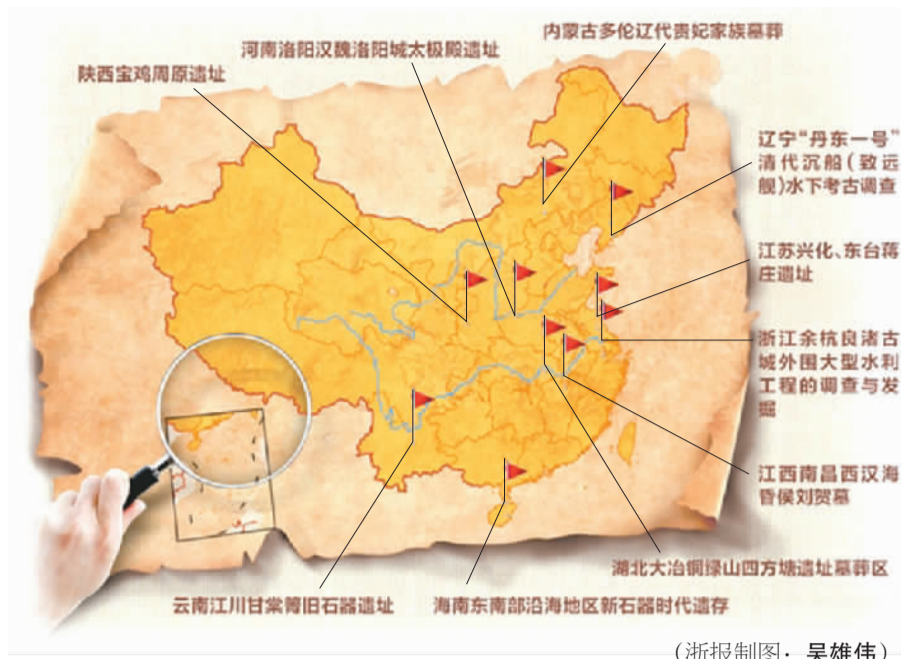 内蒙古多伦辽代贵妃家族墓葬
河南洛阳汉魏洛阳城太极殿遗址
陕西宝鸡周原遗址
辽宁“丹东一号”
清代沉船(致远
舰)水下考古调查
江苏兴化、东台蒋
庄遗址
浙江余杭良渚古
城外围大型水利
工程的调查与发
掘
江西南昌西汉海
昏侯刘贺墓
湖北大冶铜绿山四方塘遗址墓葬区
云南江川甘棠箐旧石器遗址
海南东南部沿海地区新石器时代遗存
(浙报制图：吴雄伟)